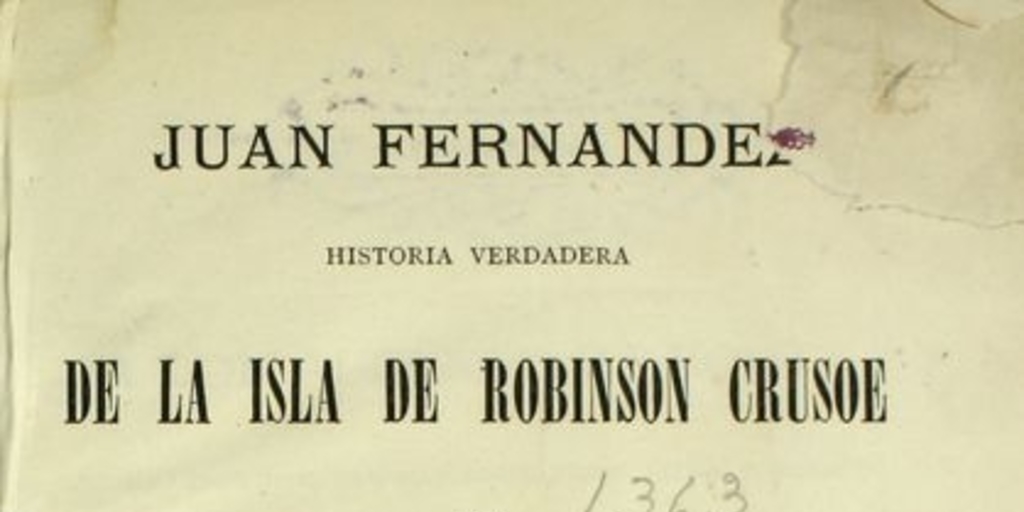 JUAN FERNANDEZ
HISTORIA VERDADERA
DE LA ISLA DE ROBINSON CRUSOE
1363